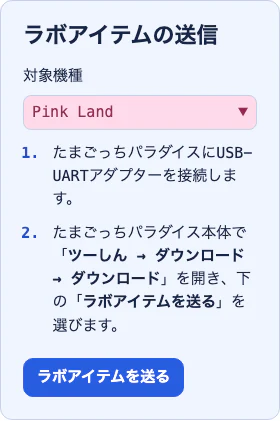 ラボアイテムの送信
対象機種
Pink Land ▼
1. たまごっちパラダイスにUSB-
UARTアダプターを接続しま
す。
2. たまごっちパラダイス本体で
「ツーしん → ダウンロード
→ ダウンロード」を開き、下
の「ラボアイテムを送る」を
選びます。
ラボアイテムを送る